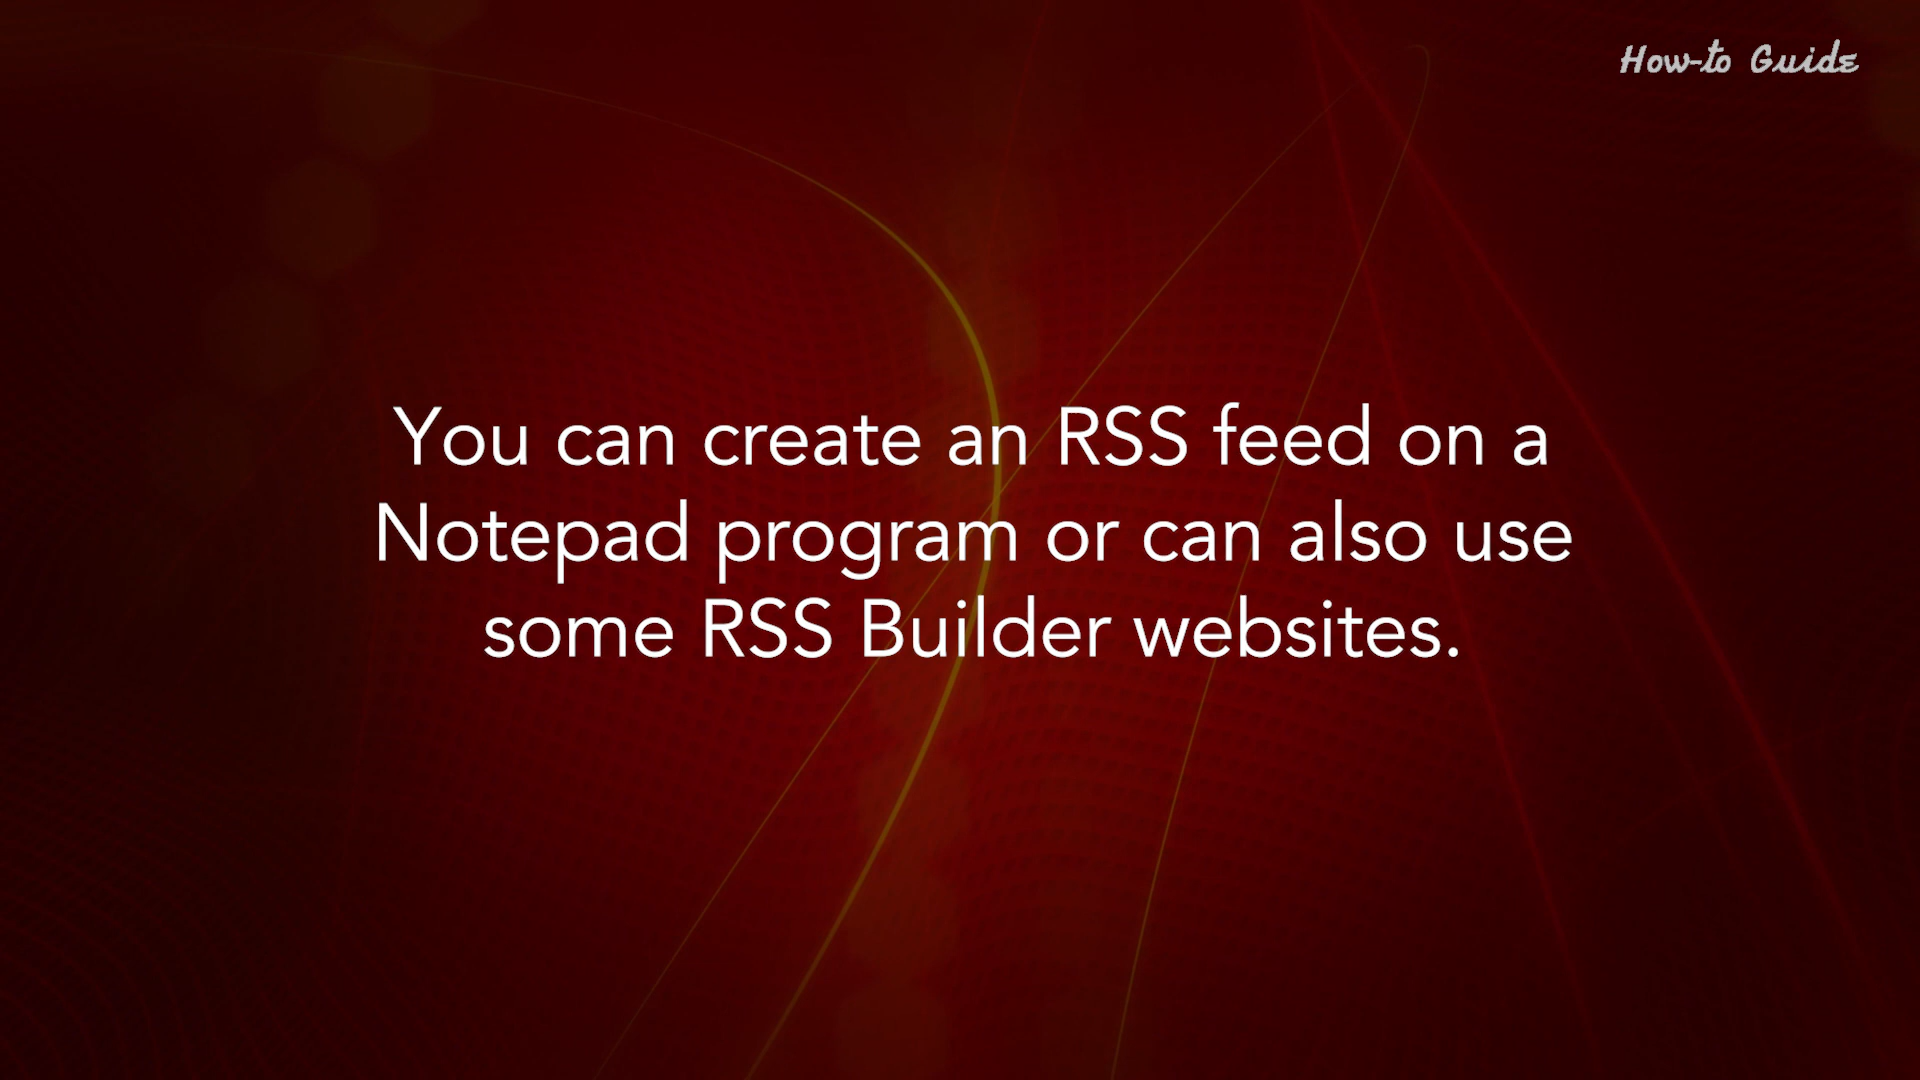 How-to Guide
You can create an RSS feed on a
Notepad program or can also use
some RSS Builder websites.